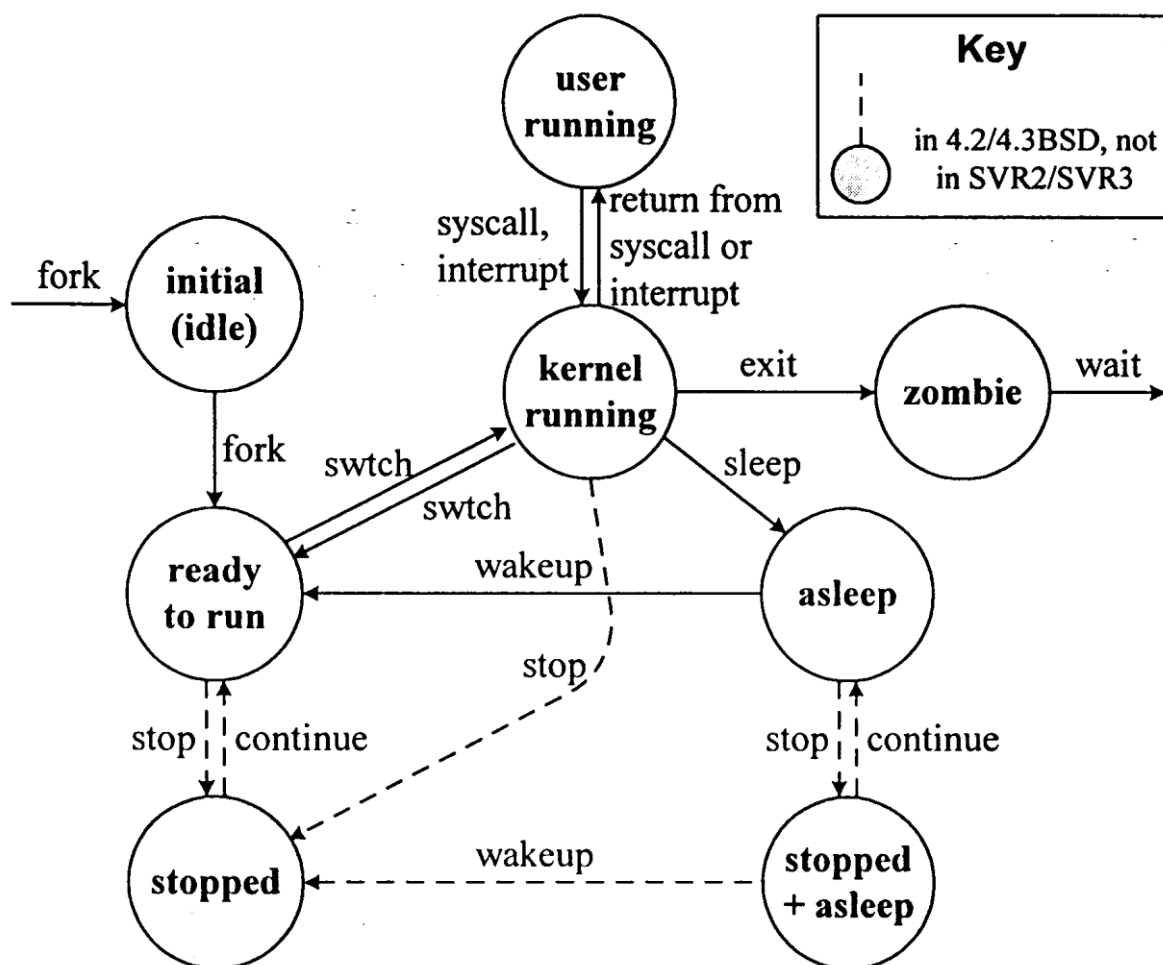 Key
in 4.2/4.3BSD, not
in SVR2/SVR3
user
running
syscall,
interrupt
return from
syscall or
interrupt
fork
initial
(idle)
kernel
running
exit
zombie
wait
fork
swtch
swtch
sleep
ready
to run
wakeup
asleep
stop
stop
continue
stop
continue
stopped
wakeup
stopped
+ asleep